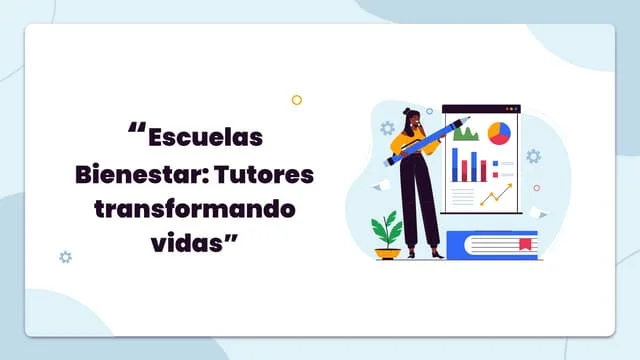 “Escuelas
Bienestar: Tutores
transformando
vidas”